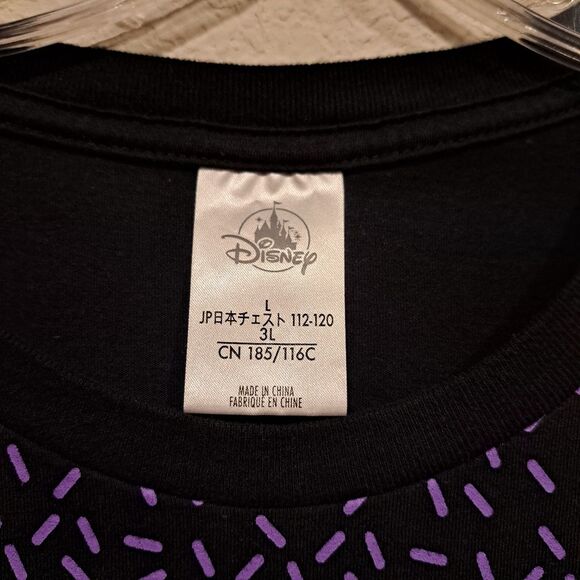 Disney
L
JP日本チェスト 112-120
3L
CN 185/116C
MADE IN CHINA
FABRIQUÉ EN CHINE